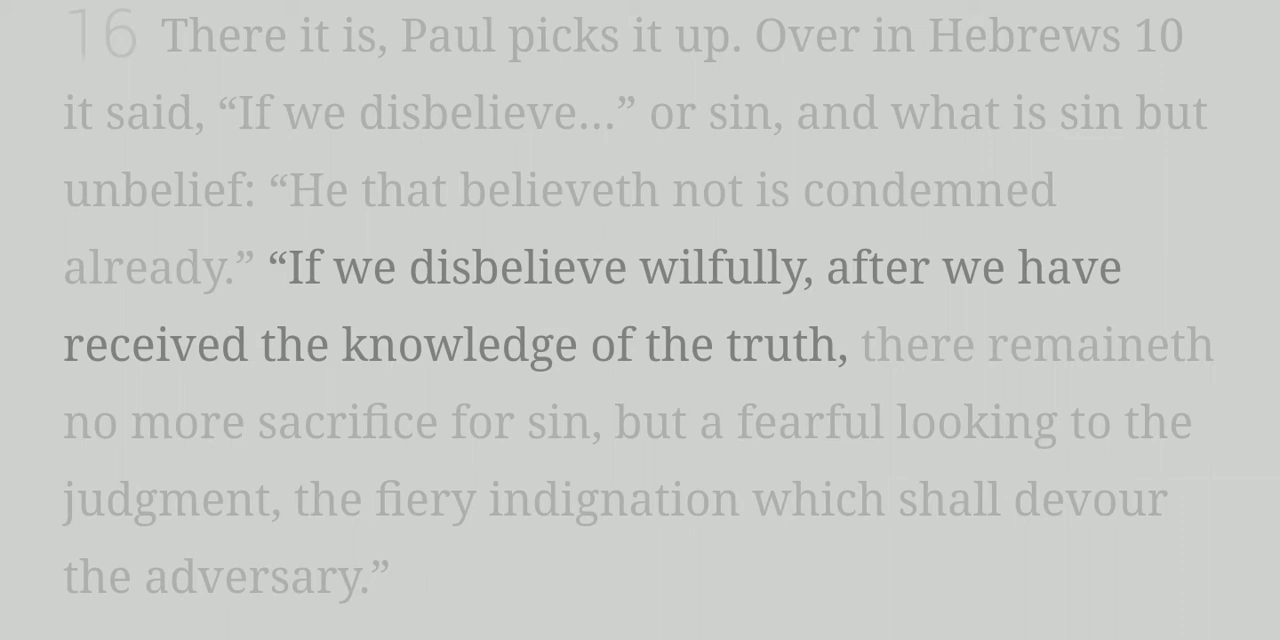 16 There it is, Paul picks it up. Over in Hebrews 10
it said, “If we disbelieve...” or sin, and what is sin but
unbelief: “He that believeth not is condemned
already.” “If we disbelieve wilfully, after we have
received the knowledge of the truth, there remaineth
no more sacrifice for sin, but a fearful looking to the
judgment, the fiery indignation which shall devour
the adversary.”